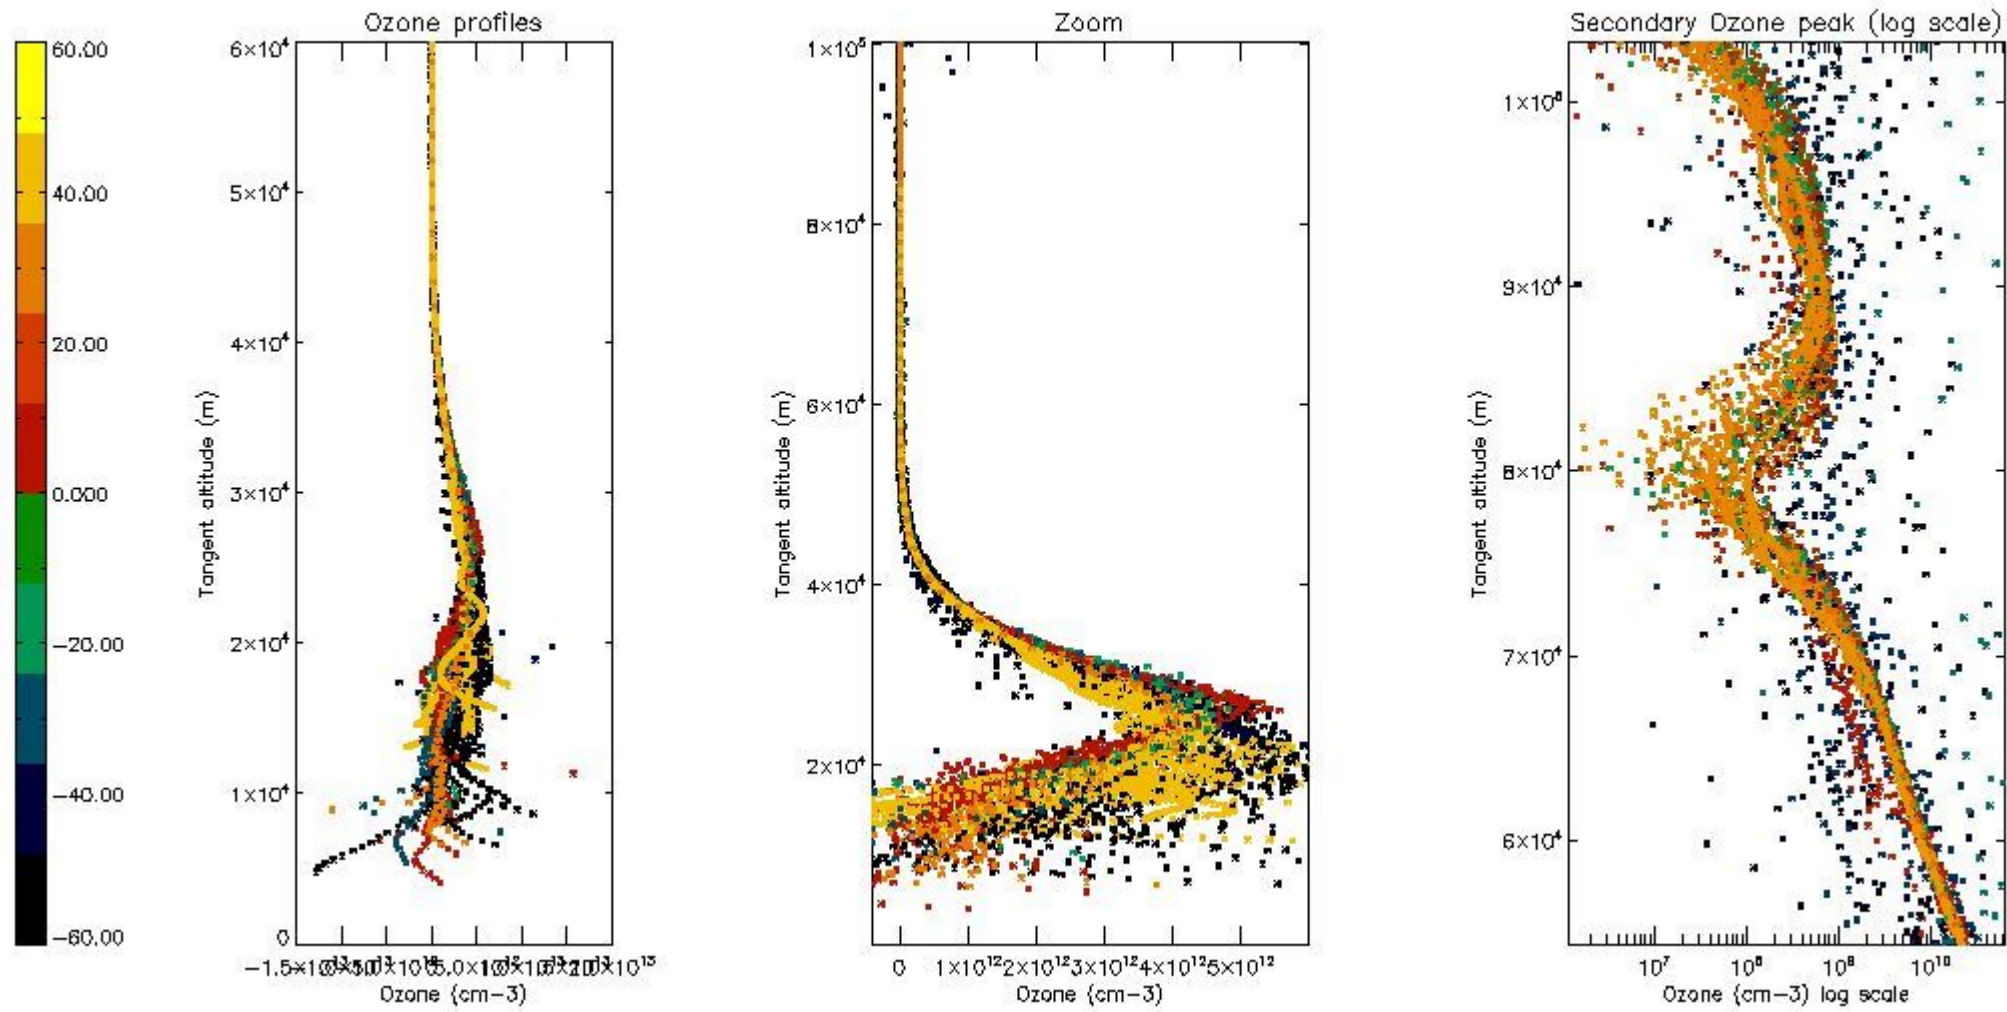 Ozone profiles
Zoom
Secondary Ozone peak (log scale)
60.00
40.00
20.00
−20.00
−40.00
−60.00
6×10⁴
5×10⁴
4×10⁴
3×10⁴
2×10⁴
1×10⁴
0
Tangent altitude (m)
Ozone (cm−3)
1×10⁵
8×10⁴
6×10⁴
4×10⁴
2×10⁴
Tangent altitude (m)
0 1×10¹² 2×10¹² 3×10¹² 4×10¹² 5×10¹²
Ozone (cm−3)
9×10⁴
8×10⁴
7×10⁴
6×10⁴
Tangent altitude (m)
10⁷ 10⁸ 10⁹ 10¹⁰
Ozone (cm−3) log scale